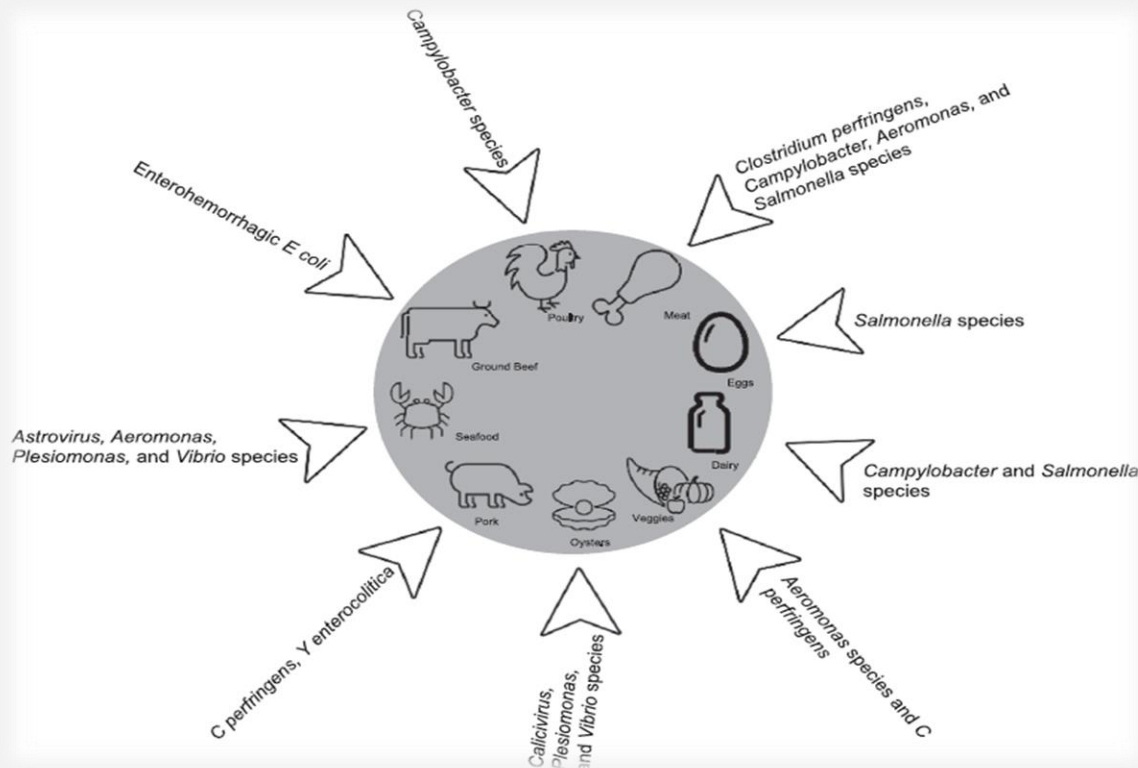 Campylobacter species
Clostridium perfringens,
Campylobacter, Aeromonas, and
Salmonella species
Enterohemorrhagic E coli
Salmonella species
Poultry
Meat
Ground Beef
Eggs
Seafood
Dairy
Pork
Veggies
Oysters
Astrovirus, Aeromonas,
Plesiomonas, and Vibrio species
Campylobacter and Salmonella
species
C perfringens, Y enterocolitica
Calicivirus,
Plesiomonas,
and Vibrio species
Aeromonas species and C
perfringens